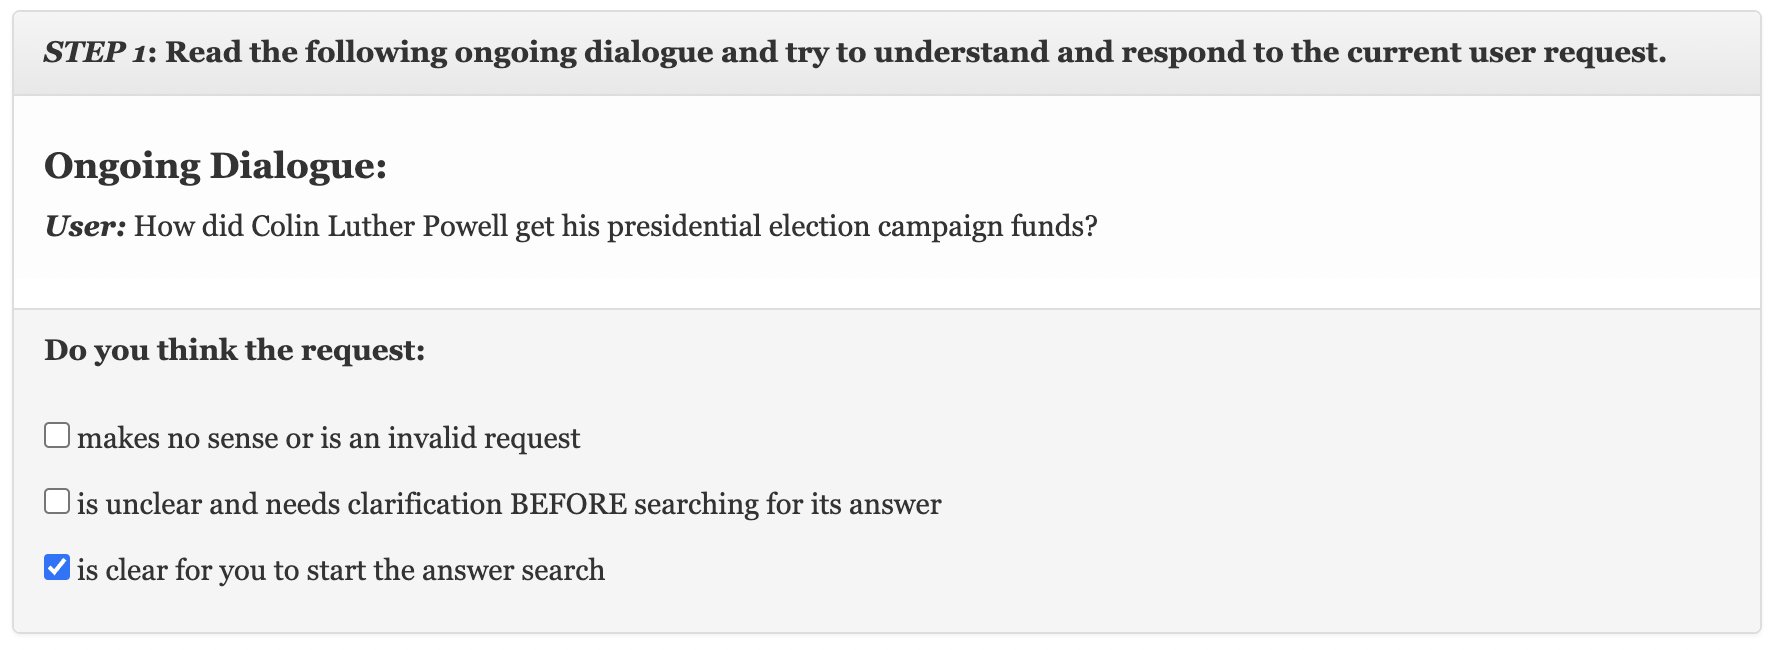 STEP 1: Read the following ongoing dialogue and try to understand and respond to the current user request.
Ongoing Dialogue:
User: How did Colin Luther Powell get his presidential election campaign funds?
Do you think the request:
makes no sense or is an invalid request
is unclear and needs clarification BEFORE searching for its answer
is clear for you to start the answer search